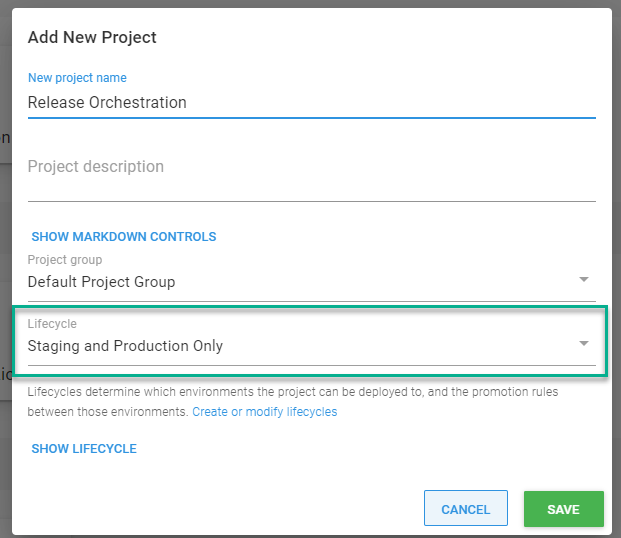 Add New Project
New project name
Release Orchestration
on
Project description
SHOW MARKDOWN CONTROLS
Project group
Default Project Group
Lifecycle
Staging and Production Only
io
Lifecycles determine which environments the project can be deployed to, and the promotion rules
between those environments. Create or modify lifecycles
SHOW LIFECYCLE
CANCEL
SAVE